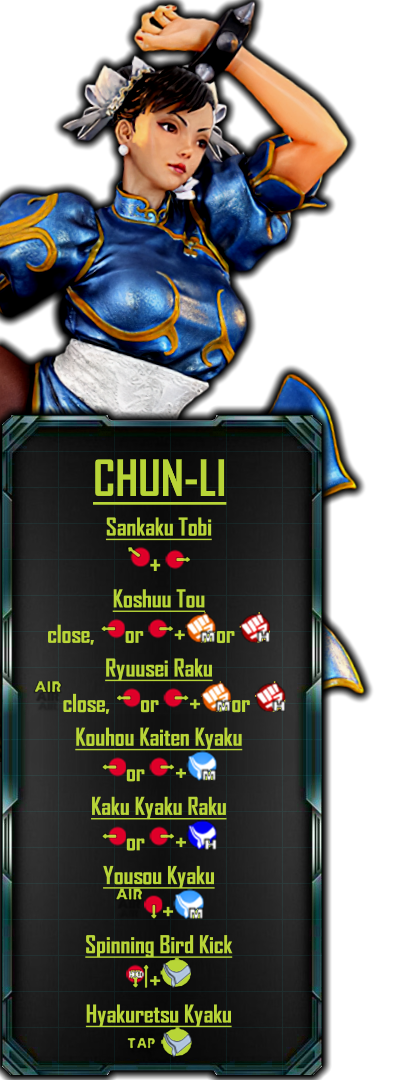 CHUN-LI
Sankaku Tobi
+
Koshuu Tou
close, or + M or H
Ryuusei Raku
AIR close, or + M or H
Kouhou Kaiten Kyaku
or + M
Kaku Kyaku Raku
or + H
Yousou Kyaku
AIR + M
Spinning Bird Kick
+
Hyakuretsu Kyaku
TAP